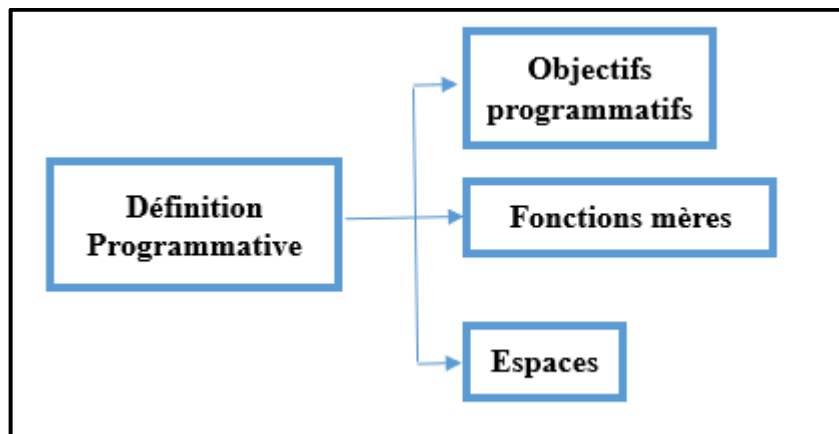 Définition
Programmative
Objectifs
programmatifs
Fonctions mères
Espaces